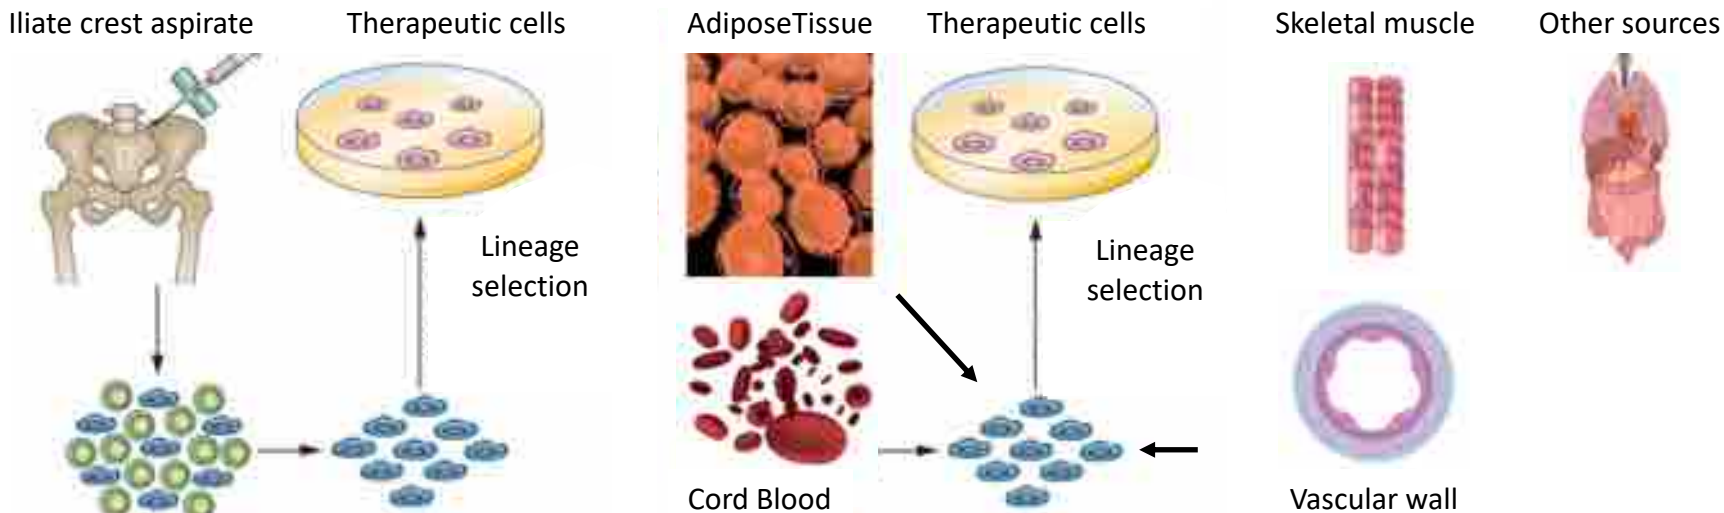 Iliate crest aspirate
Therapeutic cells
AdiposeTissue
Therapeutic cells
Skeletal muscle
Other sources
Lineage
selection
Lineage
selection
Cord Blood
Vascular wall